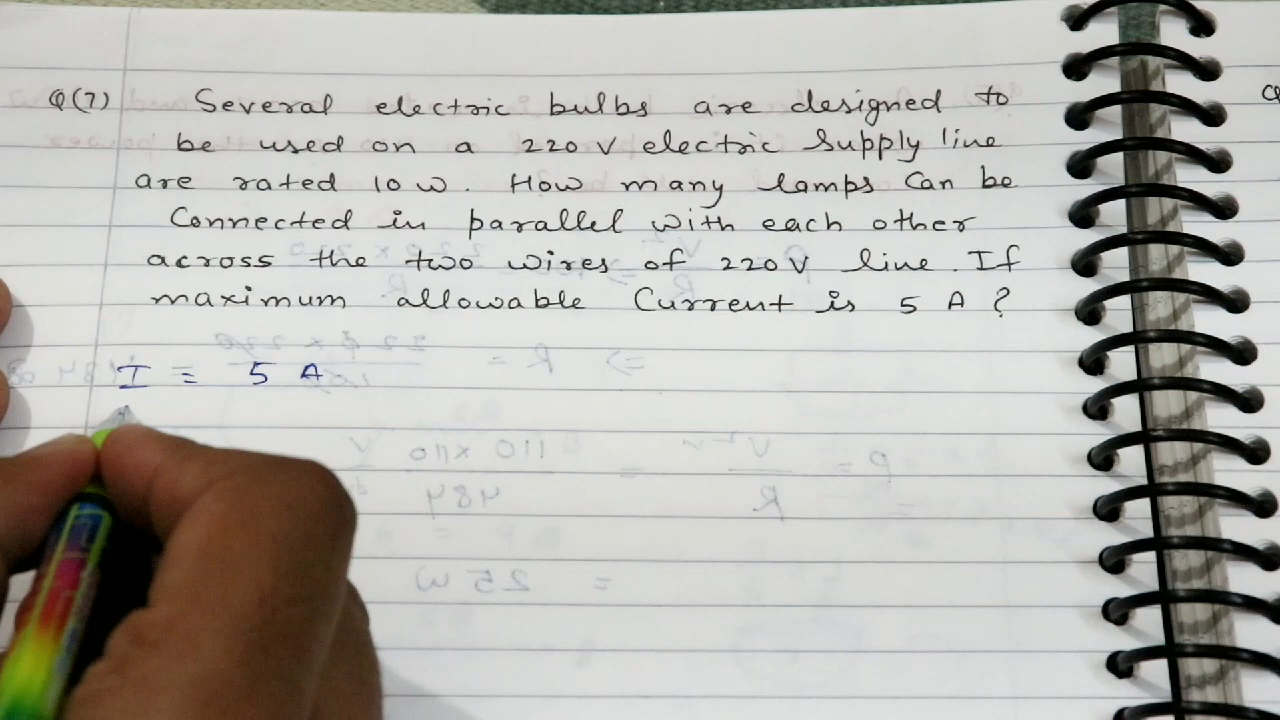 Q(7) Several electric bulbs are designed to
be used on a 220 V electric Supply line
are rated 10 W. How many lamps Can be
Connected in parallel with each other
across the two wires of 220 V line. If
maximum allowable Current is 5 A ?
I = 5 A